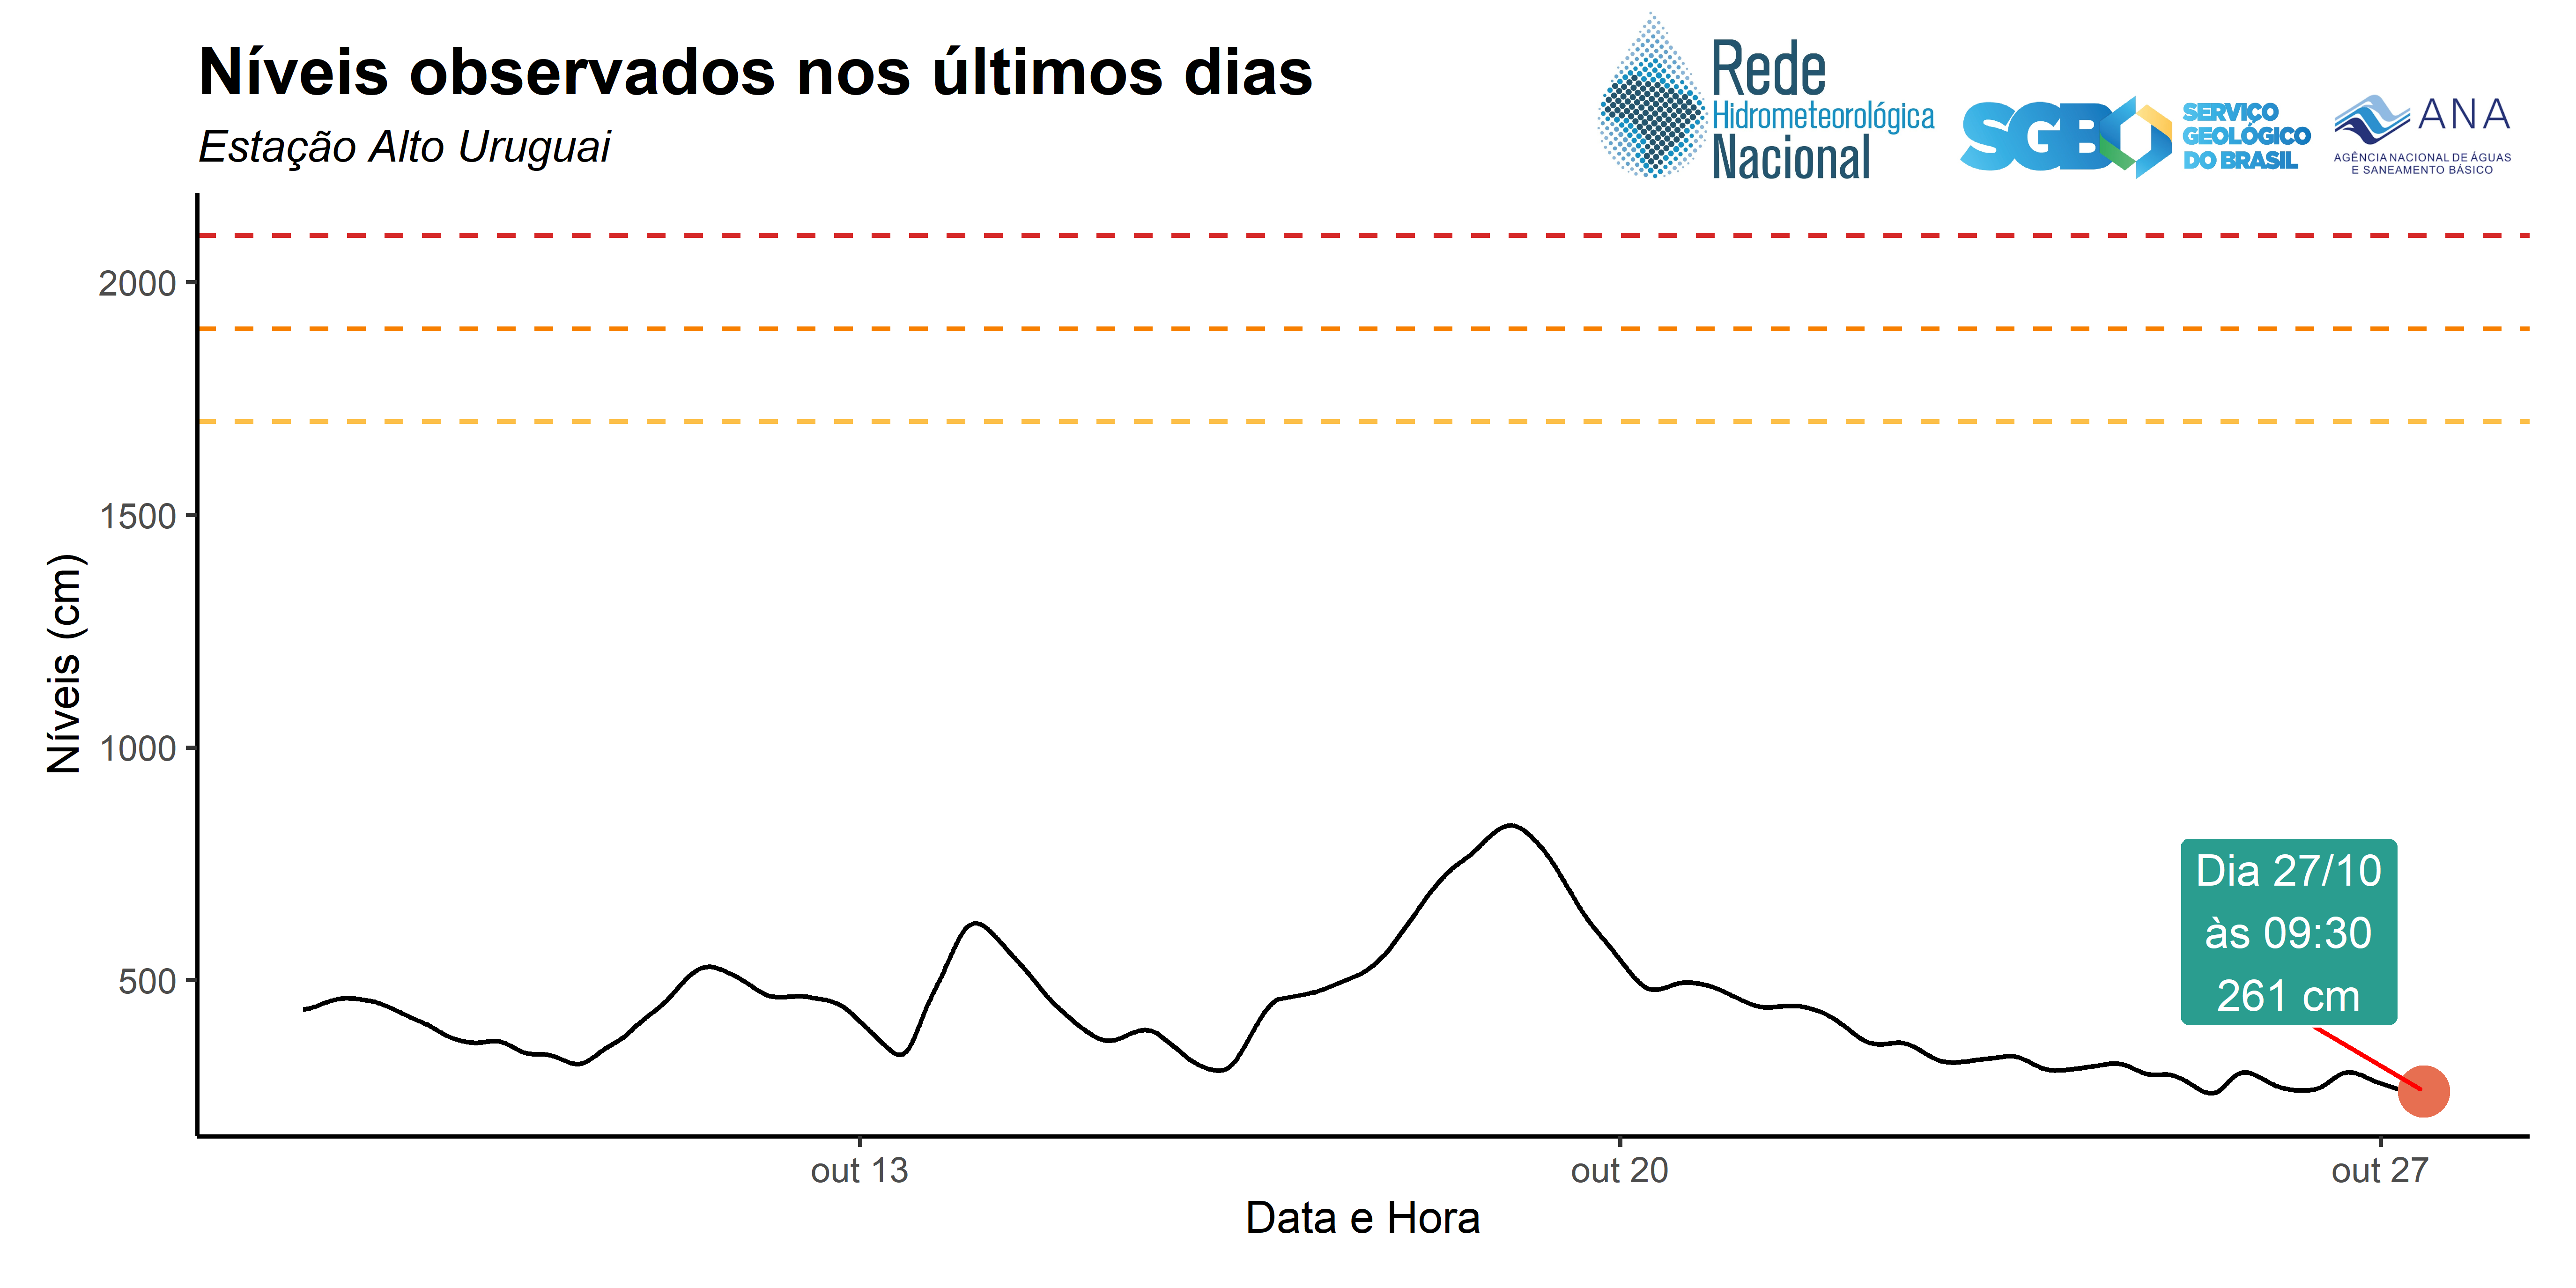 Níveis observados nos últimos dias
Estação Alto Uruguai
Rede
Hidrometeorológica
Nacional
SGB
SERVIÇO
GEOLÓGICO
DO BRASIL
ANA
AGÊNCIA NACIONAL DE ÁGUAS
E SANEAMENTO BÁSICO
2000
1500
1000
500
Níveis (cm)
Dia 27/10
às 09:30
261 cm
out 13
out 20
out 27
Data e Hora